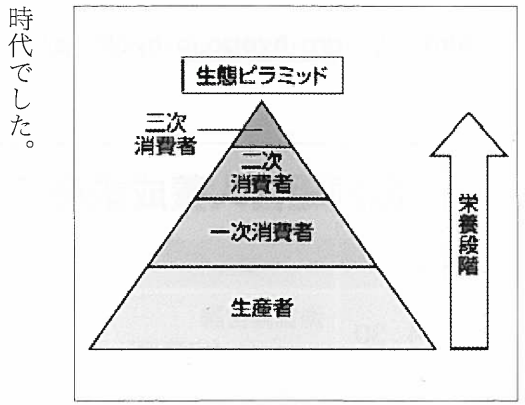 時代でした。
生態ピラミッド
三次
消費者
二次
消費者
一次消費者
生産者
栄養段階